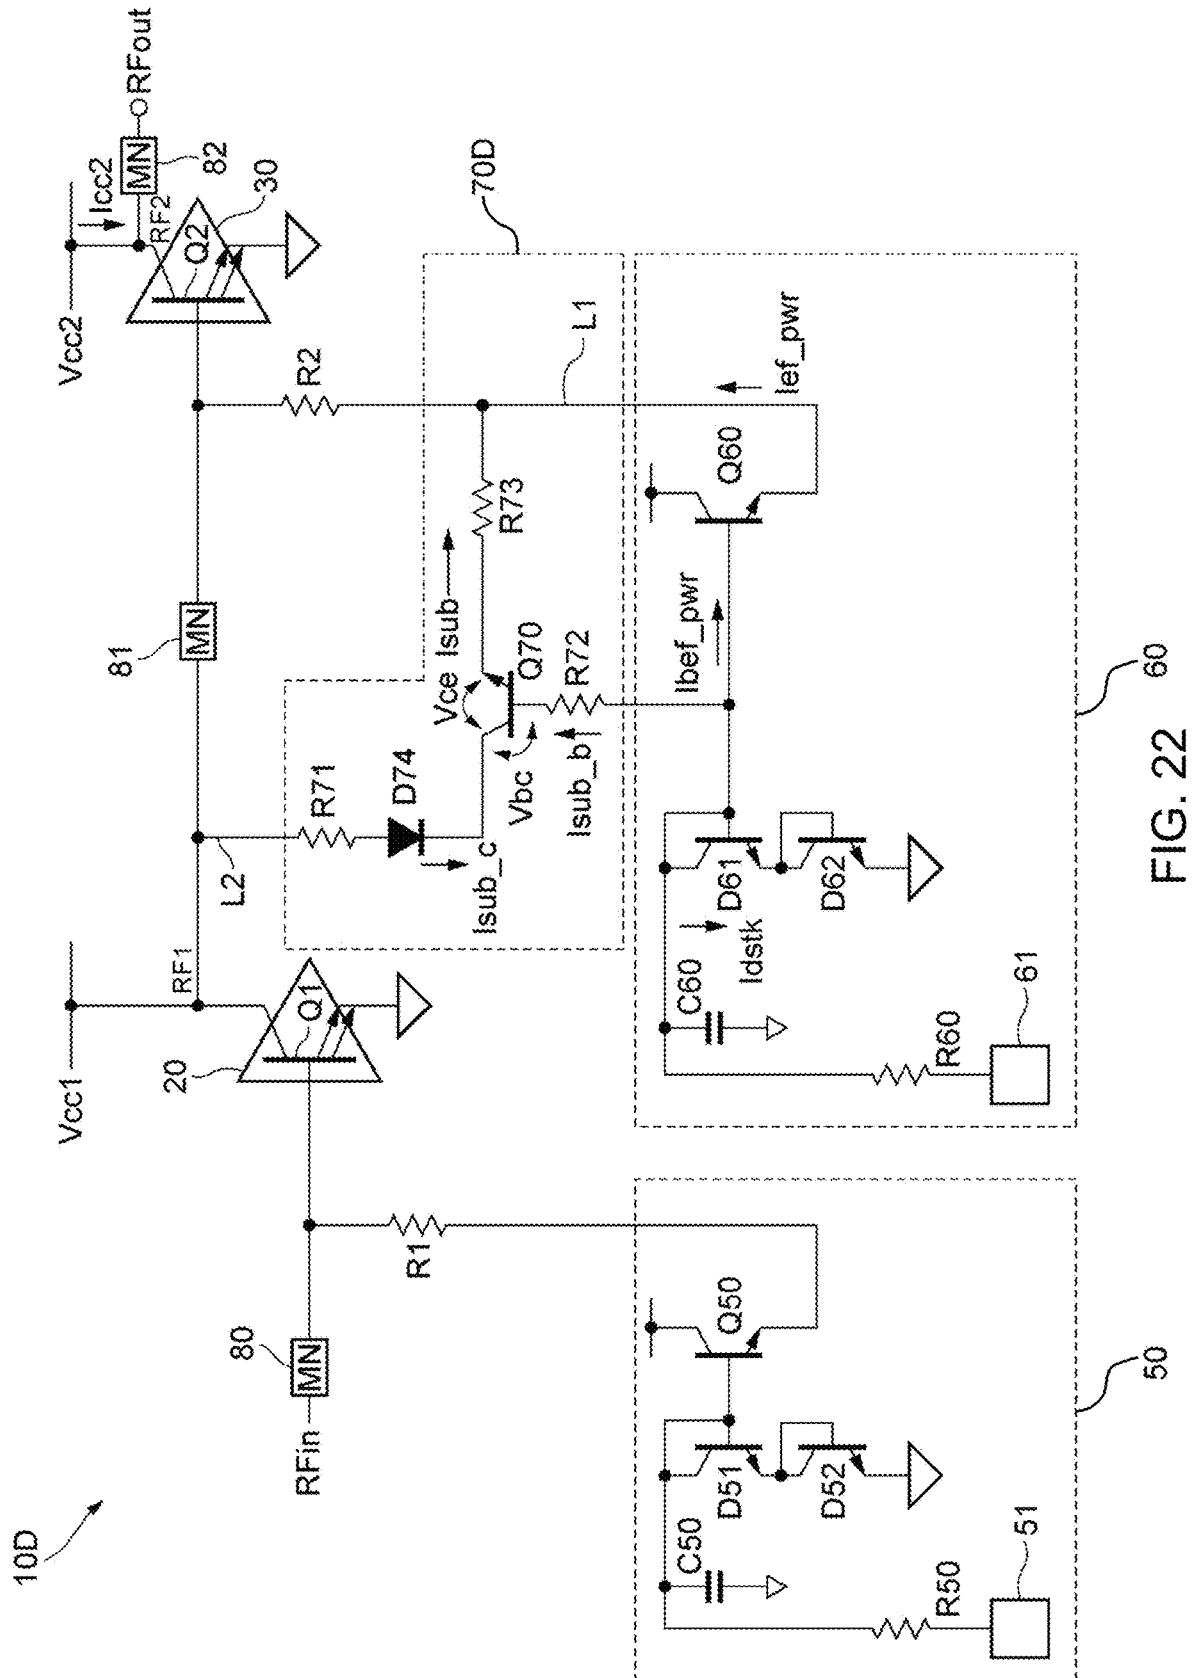 10D
Vcc1
Vcc2
Icc2
RFout
MN
82
RF2
30
Q2
RF1
L2
81
MN
R2
20
Q1
R71
D74
Isub_c
Vce
Isub
Vbc
Q70
R73
R72
Isub_b
70D
L1
RFin
MN
80
R1
C50
D51
D52
Q50
R50
51
50
C60
Idstk
D61
D62
Ibef_pwr
Q60
Ief_pwr
R60
61
60
FIG. 22